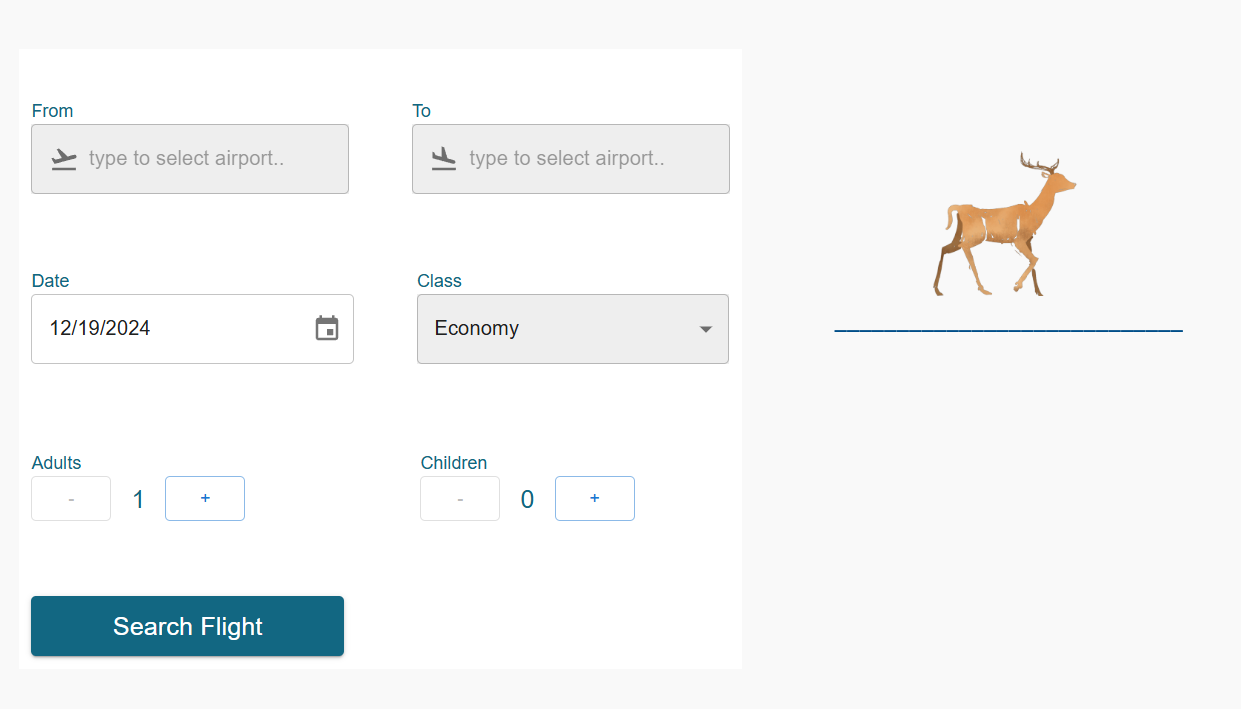 From
To
type to select airport..
type to select airport..
Date
Class
12/19/2024
Economy
Adults
Children
- 1 +
- 0 +
Search Flight